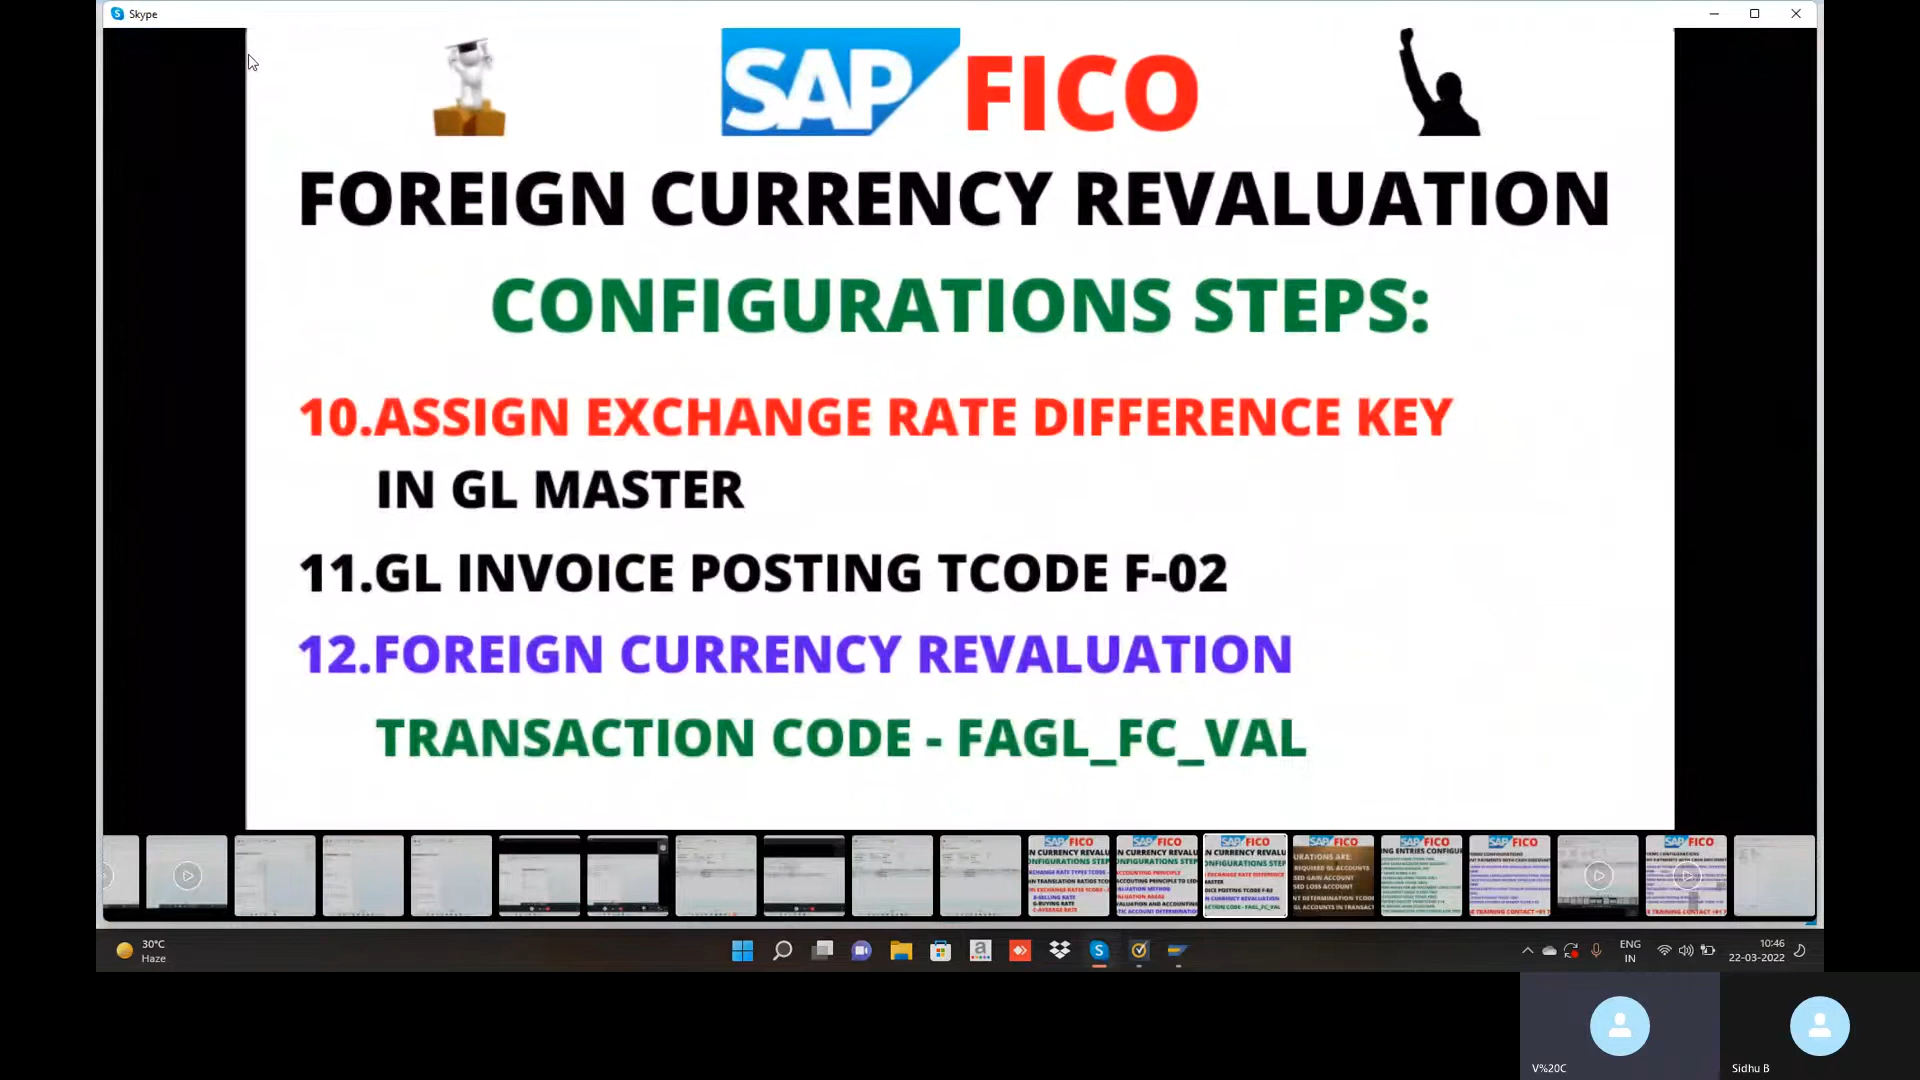 Skype
SAP FICO
FOREIGN CURRENCY REVALUATION
CONFIGURATIONS STEPS:
10.ASSIGN EXCHANGE RATE DIFFERENCE KEY
IN GL MASTER
11.GL INVOICE POSTING TCODE F-02
12.FOREIGN CURRENCY REVALUATION
TRANSACTION CODE - FAGL_FC_VAL
30°C
Haze
ENG
IN
10:46
22-03-2022
V%20C
Sidhu B